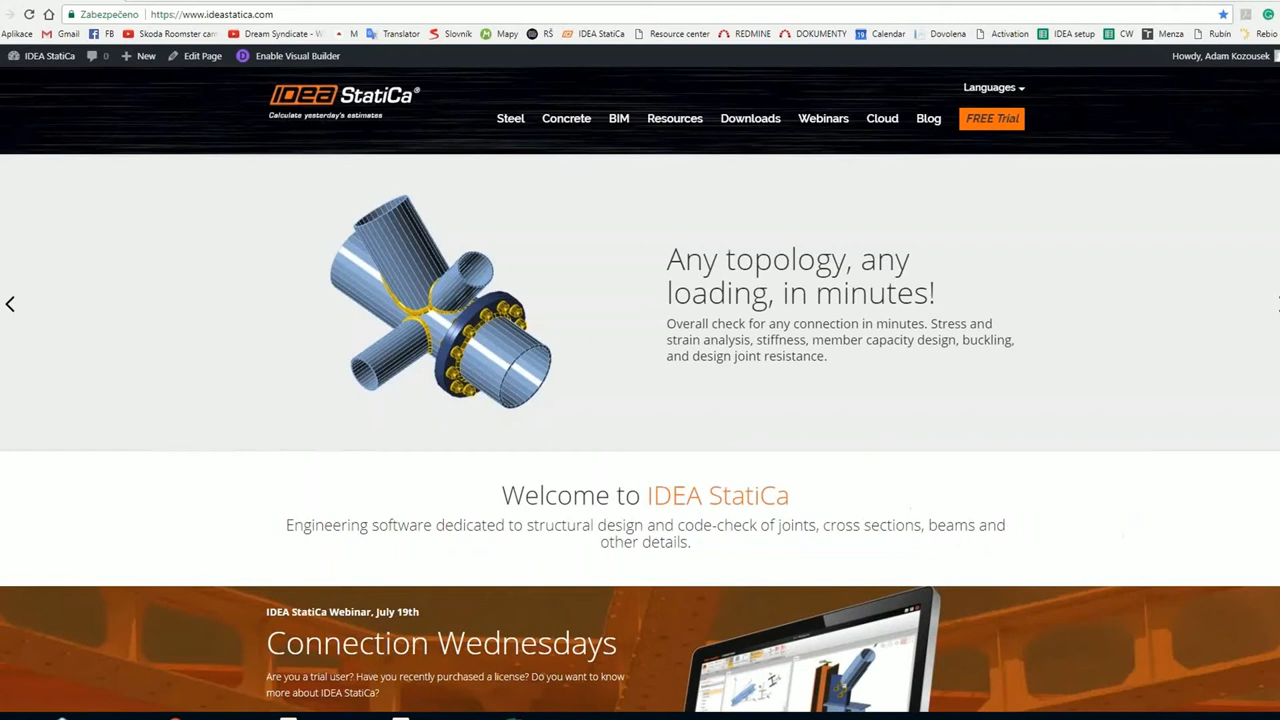 Zabezpečeno https://www.ideastatica.com
Aplikace Gmail FB Skoda Roomster cam Dream Syndicate - W M Translator Slovník Mapy RŠ IDEA StatiCa Resource center REDMINE DOKUMENTY Calendar Dovolena Activation IDEA setup CW Menza Rubín Rebio
IDEA StatiCa 0 New Edit Page Enable Visual Builder Howdy, Adam Kozousek
Languages
IDEA StatiCa®
Calculate yesterday's estimates
Steel Concrete BIM Resources Downloads Webinars Cloud Blog FREE Trial
Any topology, any
loading, in minutes!
Overall check for any connection in minutes. Stress and
strain analysis, stiffness, member capacity design, buckling,
and design joint resistance.
Welcome to IDEA StatiCa
Engineering software dedicated to structural design and code-check of joints, cross sections, beams and
other details.
IDEA StatiCa Webinar, July 19th
Connection Wednesdays
Are you a trial user? Have you recently purchased a license? Do you want to know
more about IDEA StatiCa?